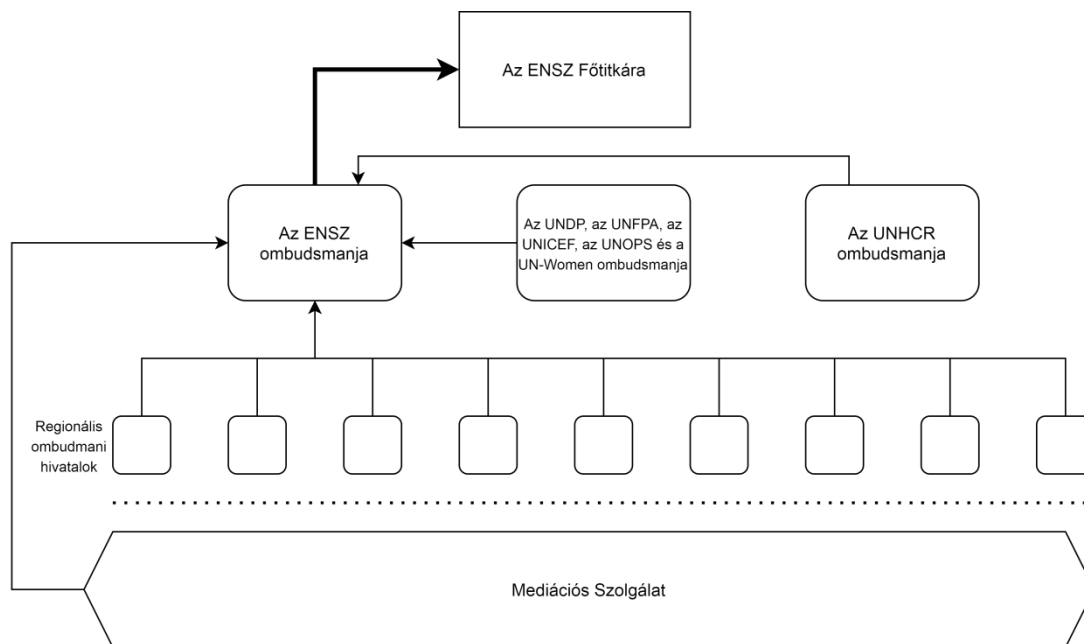 Az ENSZ Főtitkára
Az ENSZ
ombudsmanja
Az UNDP, az UNFPA, az
UNICEF, az UNOPS és a
UN-Women ombudsmanja
Az UNHCR
ombudsmanja
Regionális
ombudmani
hivatalok
Mediációs Szolgálat